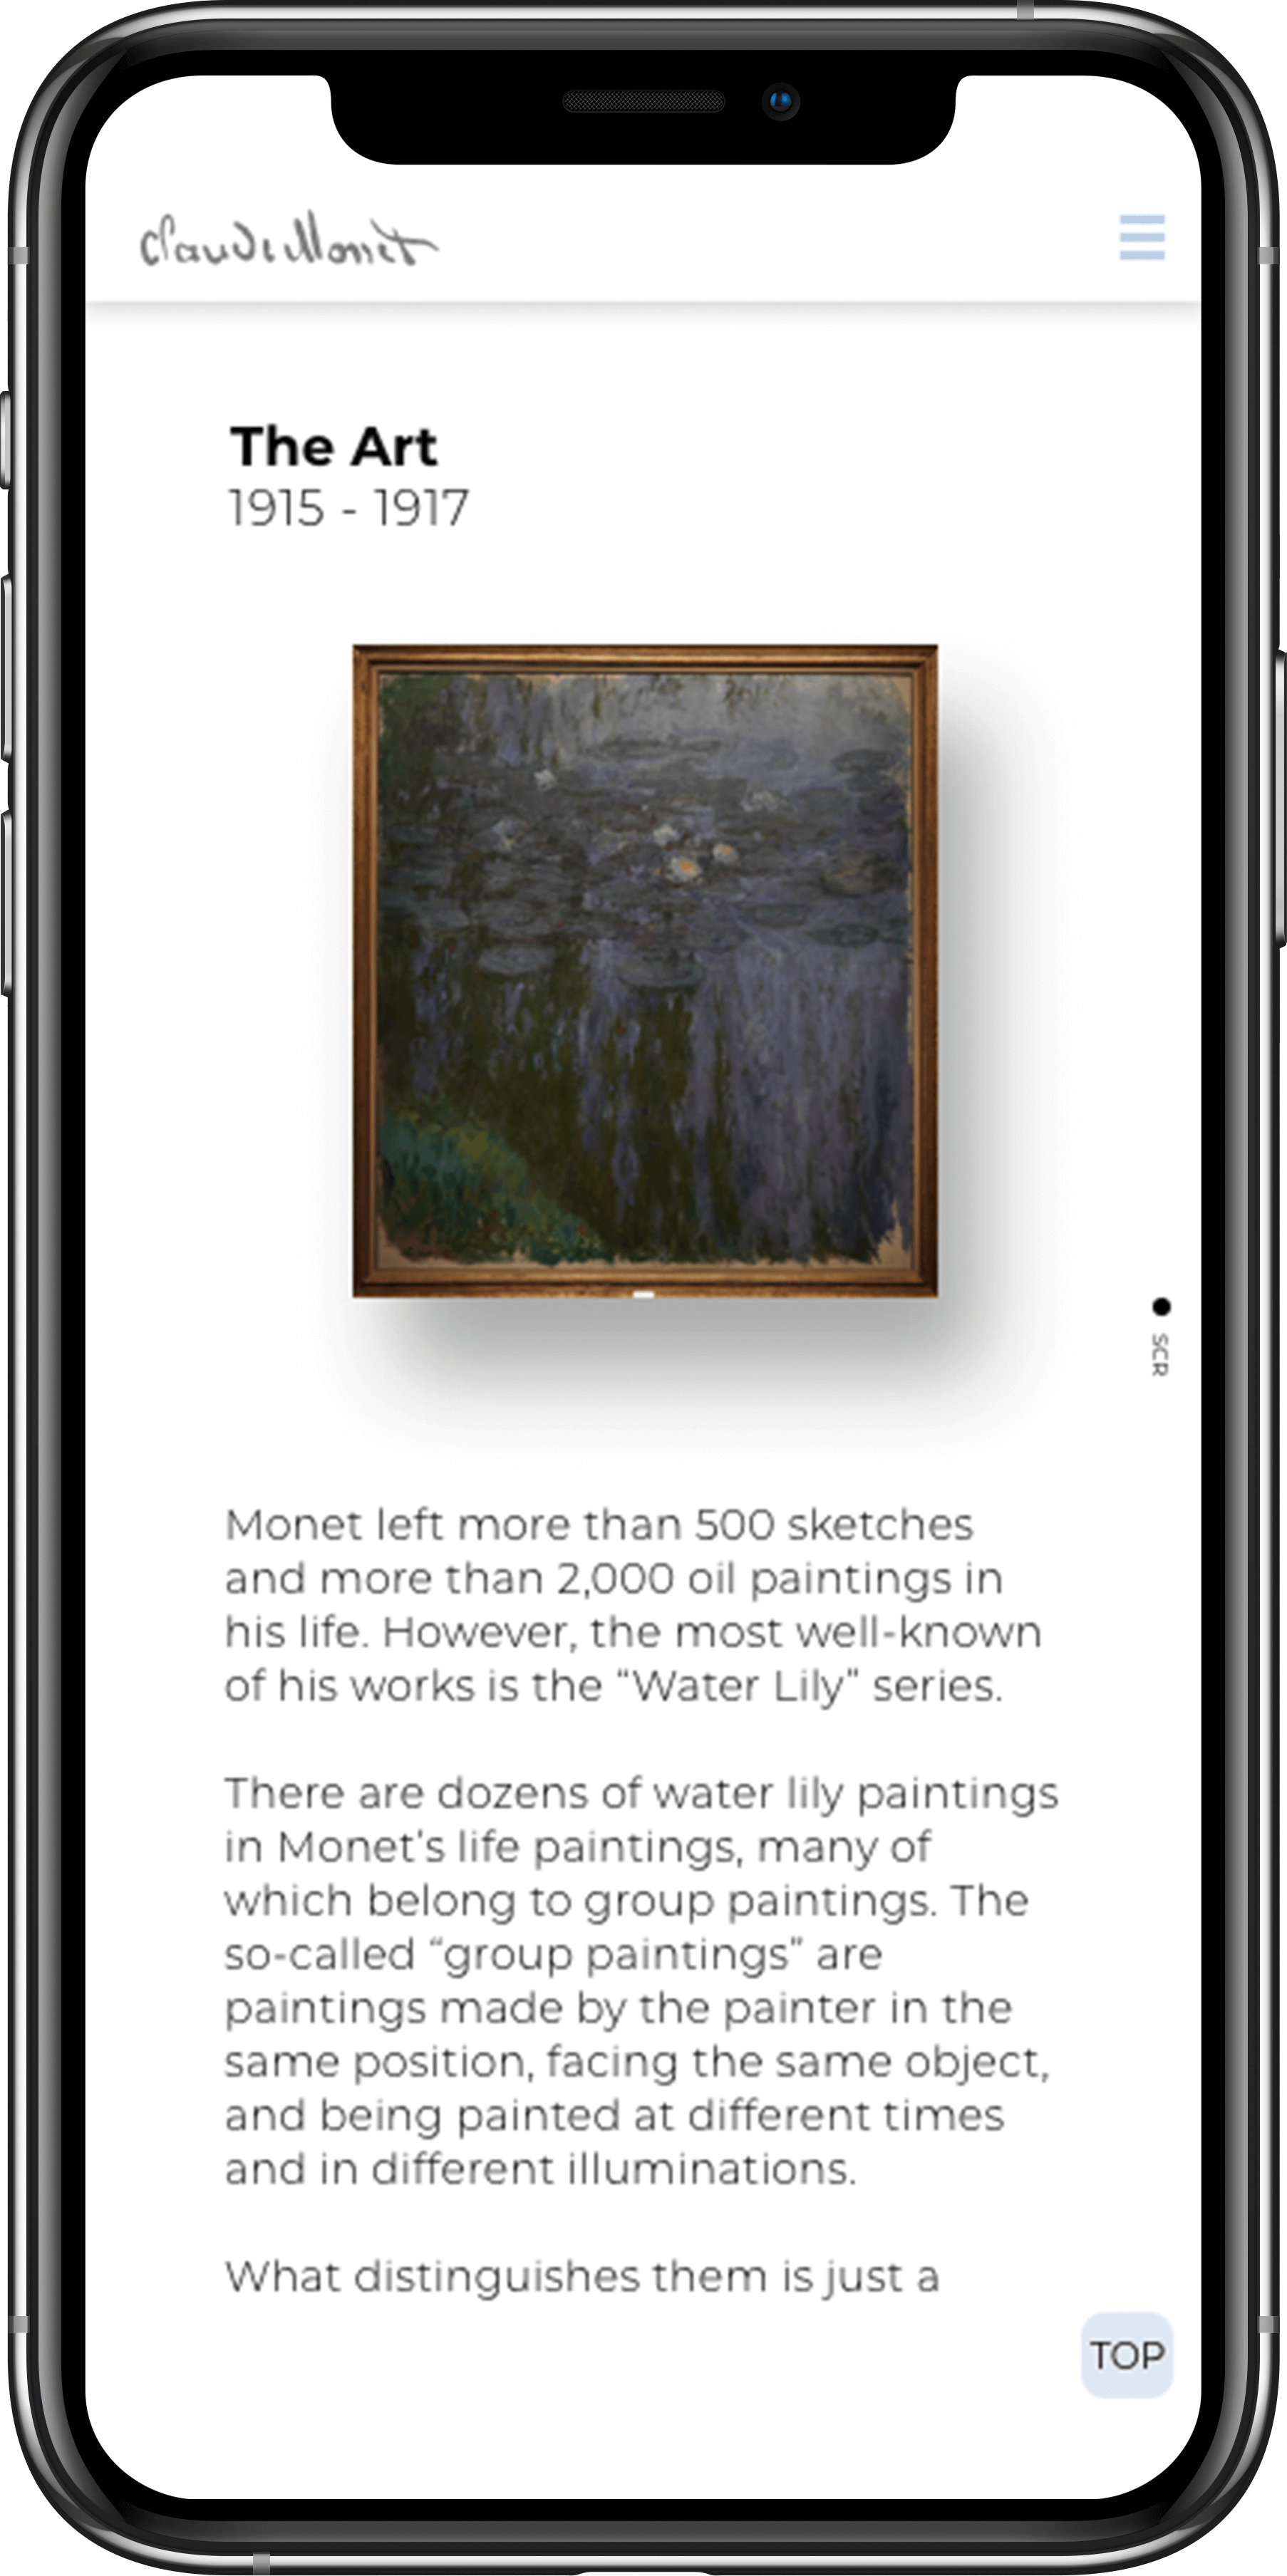 Claude Monet
The Art
1915 - 1917
SCR
Monet left more than 500 sketches
and more than 2,000 oil paintings in
his life. However, the most well-known
of his works is the “Water Lily” series.
There are dozens of water lily paintings
in Monet’s life paintings, many of
which belong to group paintings. The
so-called “group paintings” are
paintings made by the painter in the
same position, facing the same object,
and being painted at different times
and in different illuminations.
What distinguishes them is just a
TOP